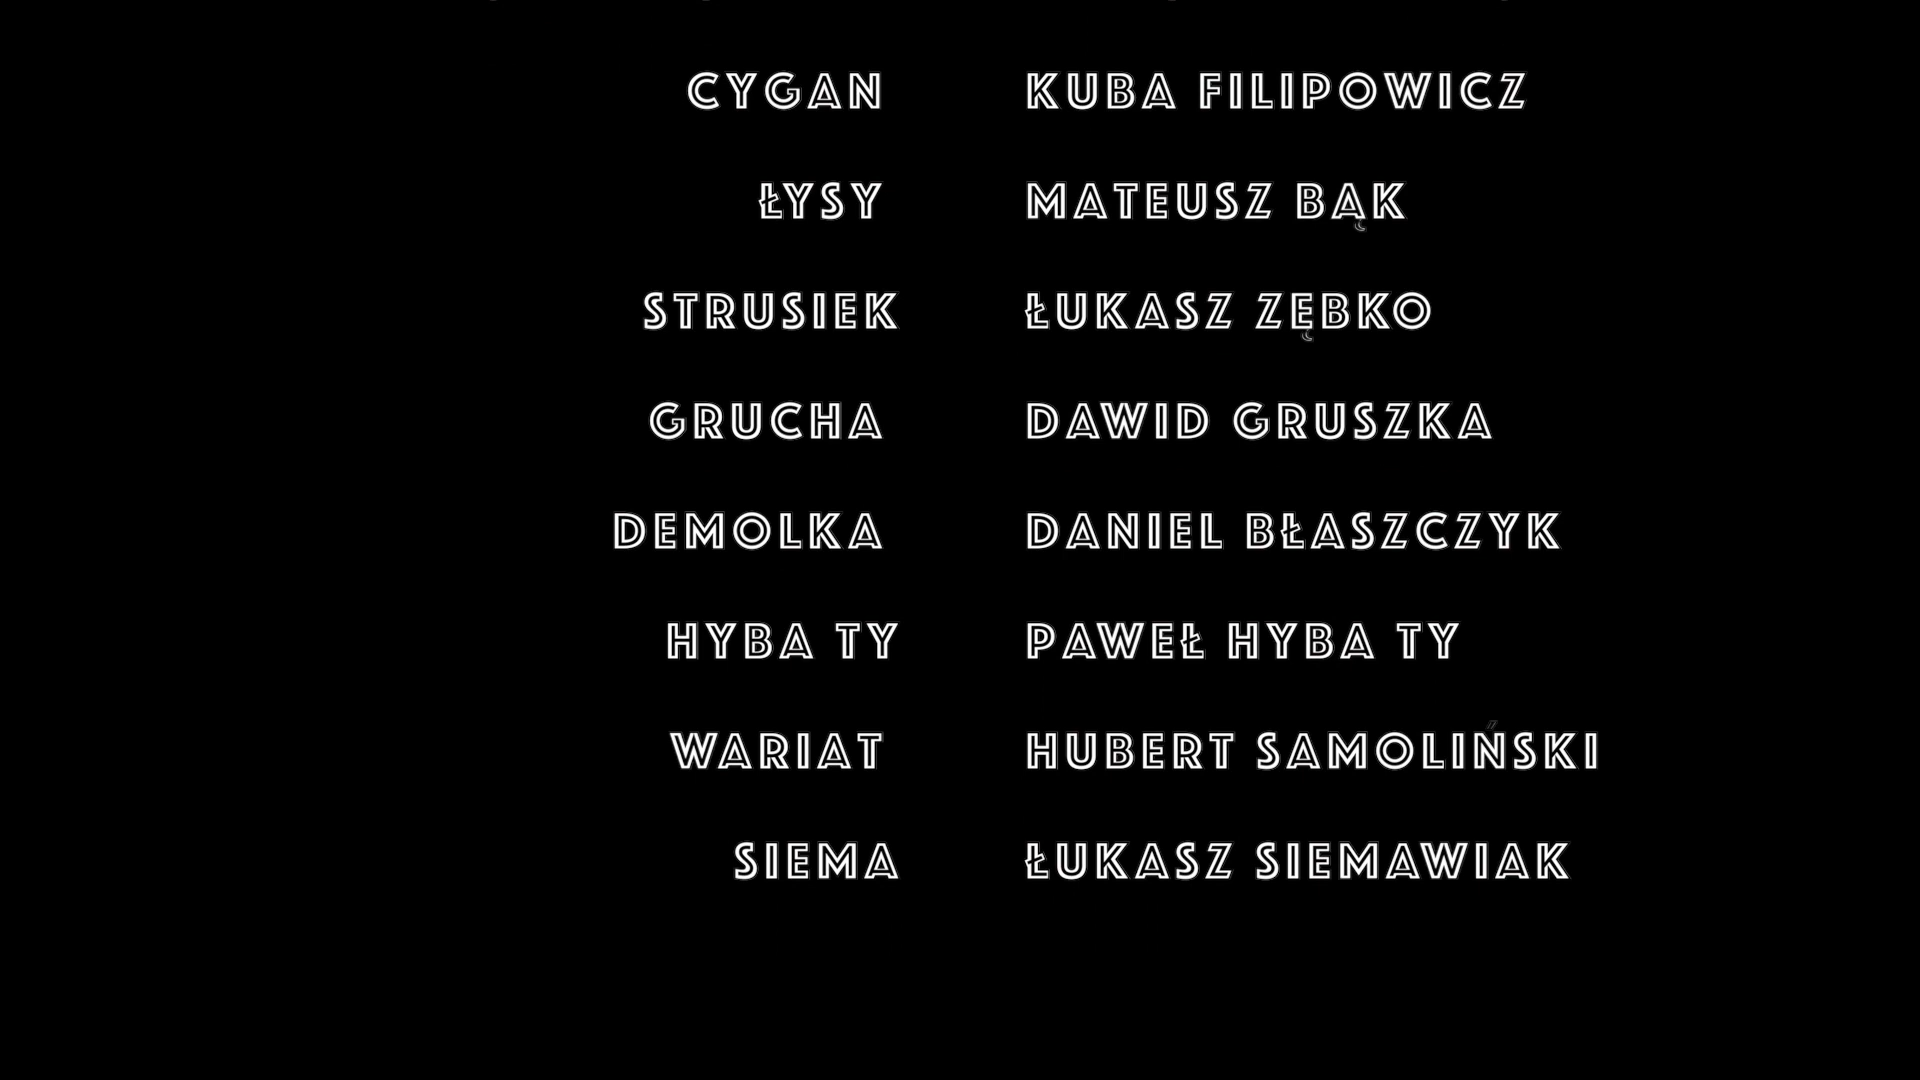 CYGAN KUBA FILIPOWICZ
ŁYSY MATEUSZ BĄK
STRUSIEK ŁUKASZ ZĘBKO
GRUCHA DAWID GRUSZKA
DEMOLKA DANIEL BŁASZCZYK
HYBA TY PAWEŁ HYBA TY
WARIAT HUBERT SAMOLIŃSKI
SIEMA ŁUKASZ SIEMAWIAK